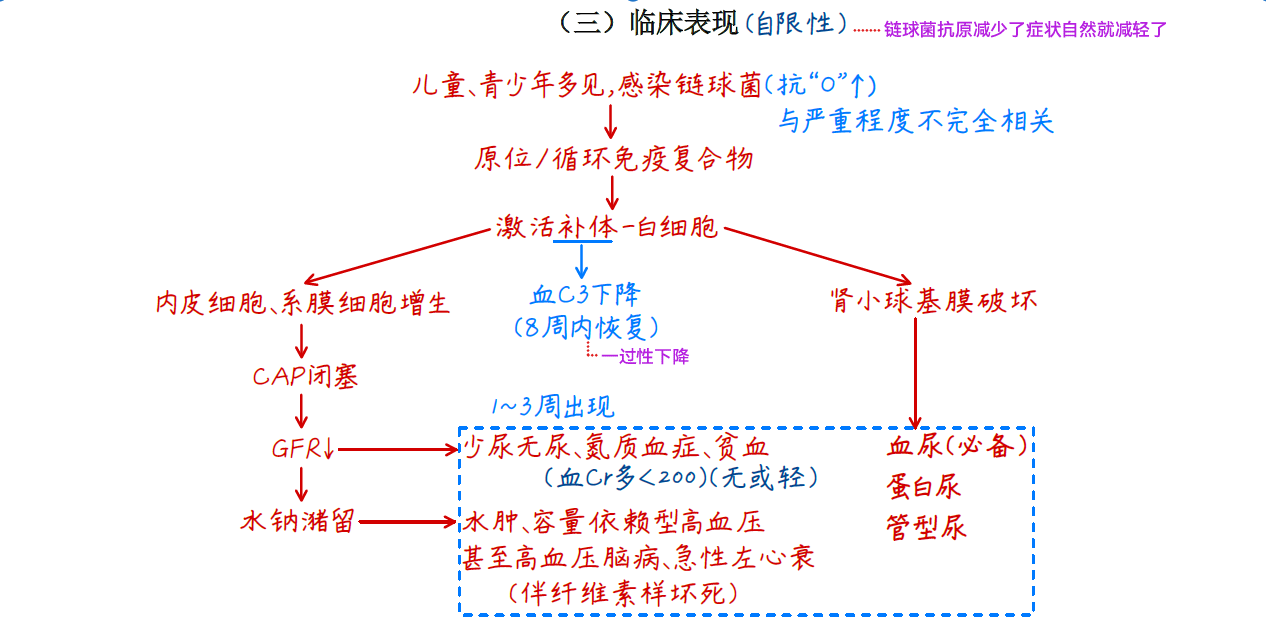 （三）临床表现(自限性)
链球菌抗原减少了症状自然就减轻了
儿童、青少年多见,感染链球菌(抗“O”↑)
与严重程度不完全相关
原位/循环免疫复合物
激活补体-白细胞
内皮细胞、系膜细胞增生
血C3下降
(8周内恢复)
一过性下降
肾小球基膜破坏
CAP闭塞
1~3周出现
GFR↓
少尿无尿、氮质血症、贫血
(血Cr多<200)(无或轻)
血尿(必备)
蛋白尿
管型尿
水钠潴留
水肿、容量依赖型高血压
甚至高血压脑病、急性左心衰
(伴纤维素样坏死)